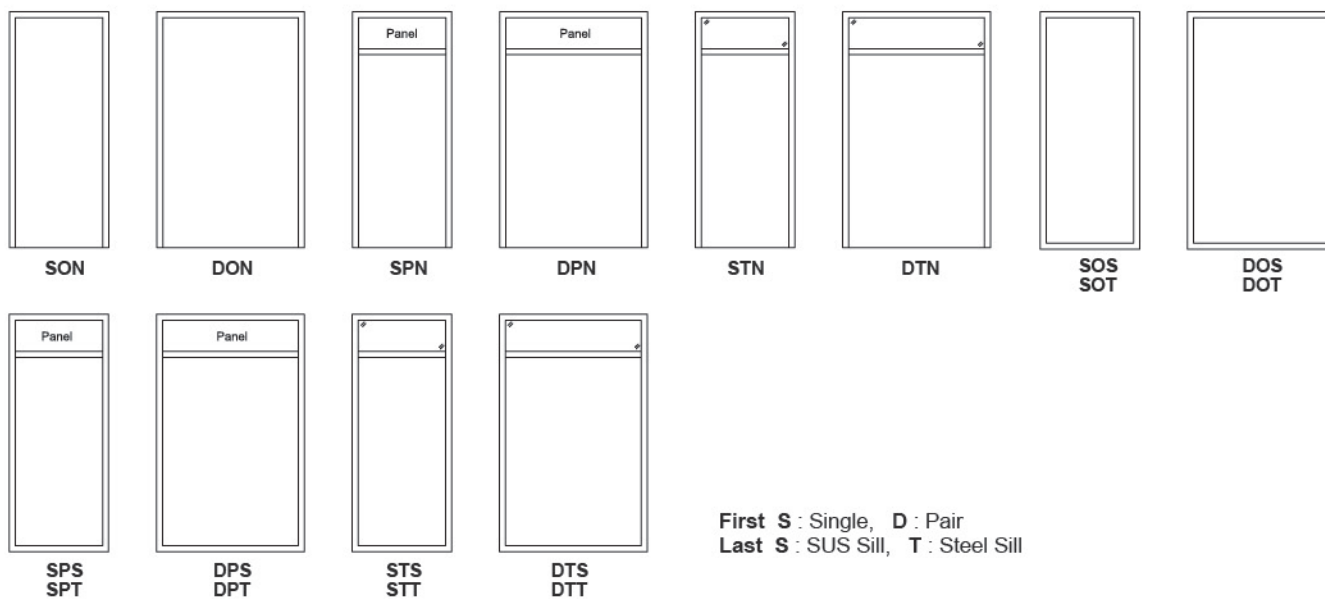 Panel Panel
SON DON SPN DPN STN DTN SOS DOS
SOT DOT
Panel Panel
First S : Single, D : Pair
Last S : SUS Sill, T : Steel Sill
SPS DPS STS DTS
SPT DPT STT DTT